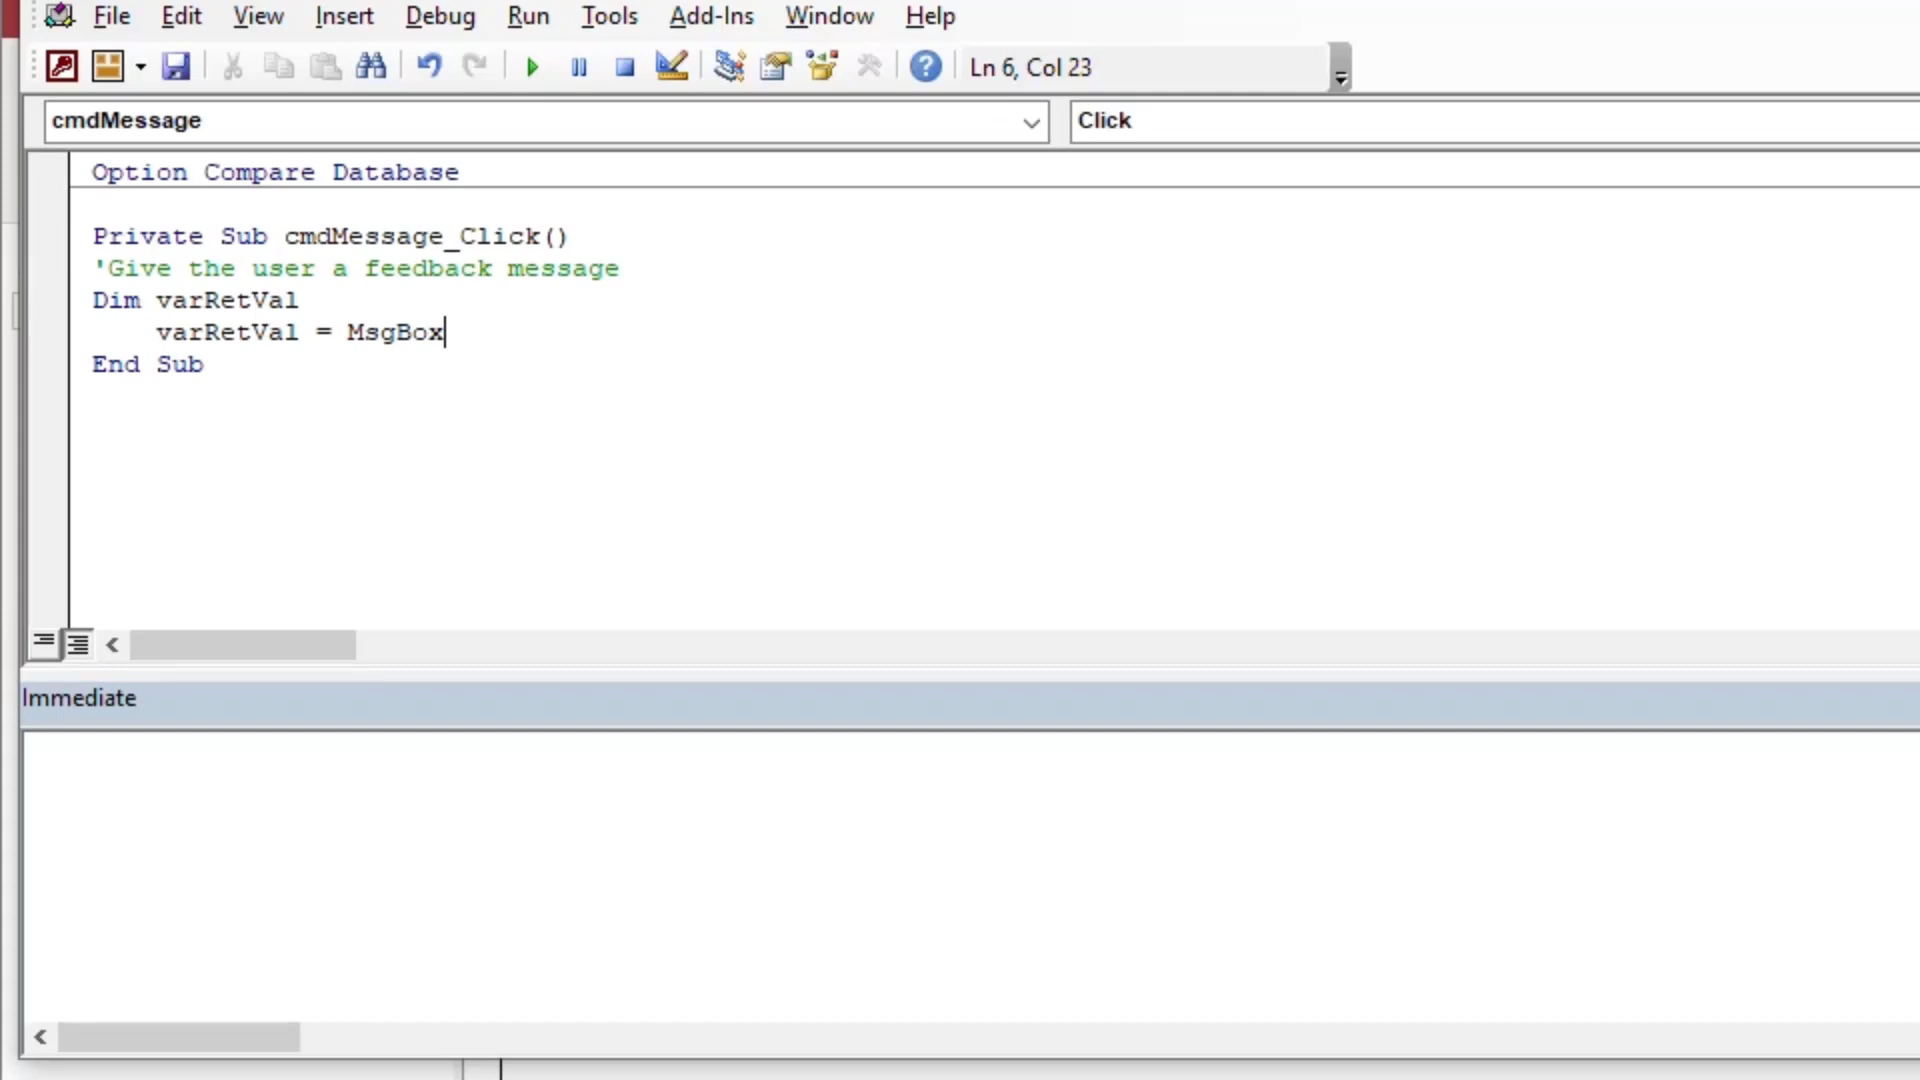 File Edit View Insert Debug Run Tools Add-Ins Window Help
Ln 6, Col 23
cmdMessage Click
Option Compare Database
Private Sub cmdMessage_Click()
'Give the user a feedback message
Dim varRetVal
varRetVal = MsgBox
End Sub
Immediate